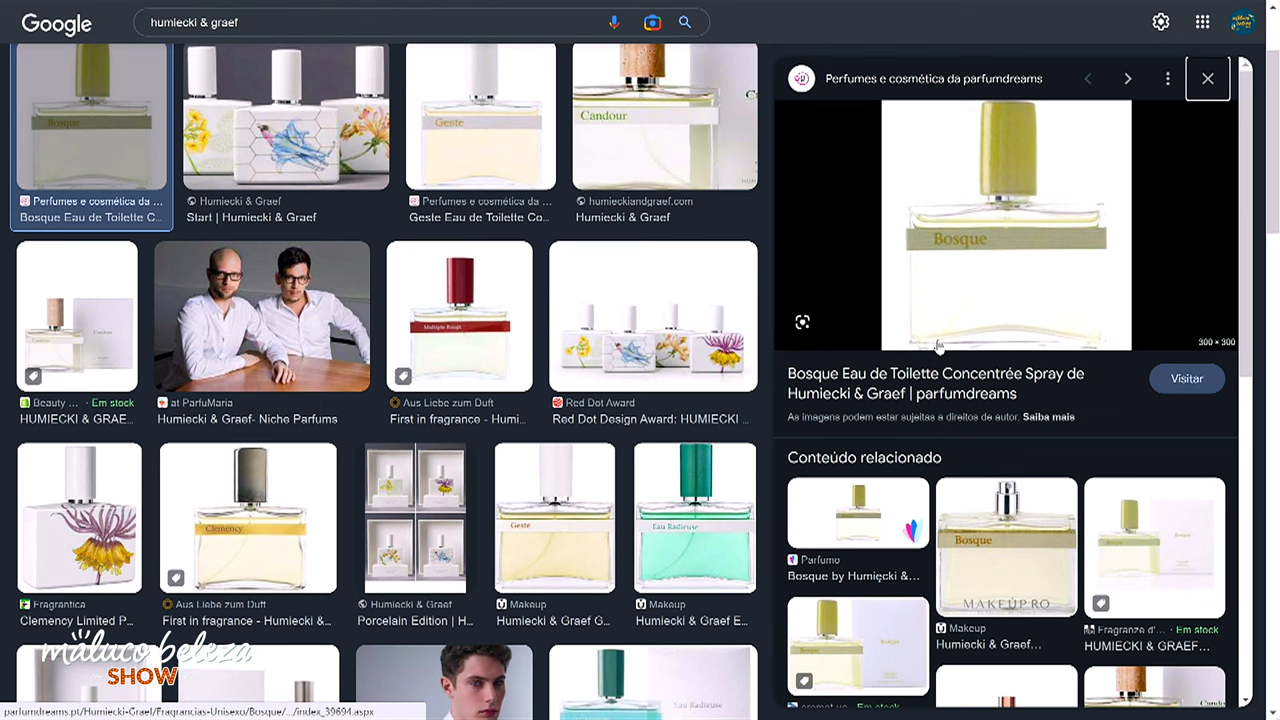 Google
humiecki & graef
Perfumes e cosmética da parfumdreams
Bosque
Geste
Candour
Bosque
Perfumes e cosmética da ...
Bosque Eau de Toilette C...
Humiecki & Graef
Start | Humiecki & Graef
Perfumes e cosmética da ...
Geste Eau de Toilette Co...
humieckiandgraef.com
Humiecki & Graef
Multiple Rouge
300 × 300
Bosque Eau de Toilette Concentrée Spray de
Humiecki & Graef | parfumdreams
Visitar
As imagens podem estar sujeitas a direitos de autor. Saiba mais
Beauty ... · Em stock
HUMIECKI & GRAE...
at ParfuMaria
Humiecki & Graef- Niche Parfums
Aus Liebe zum Duft
First in fragrance - Humi...
Red Dot Award
Red Dot Design Award: HUMIECKI ...
Conteúdo relacionado
Clemency
Geste
Eau Radieuse
Bosque
MAKEUP.RO
Parfumo
Bosque by Humięcki &...
Fragrantica
Clemency Limited P...
Aus Liebe zum Duft
First in fragrance - Humiecki &...
Humiecki & Graef
Porcelain Edition | H...
Makeup
Humiecki & Graef G...
Makeup
Humiecki & Graef E...
Makeup
Humiecki & Graef...
Fragranze d'... · Em stock
HUMIECKI & GRAEF...
Bosque
máxico beleza
SHOW
Eau Radieuse
parfumdreams.pt/Humiecki-Graef/Fragrancias-Unisexo/Bosque/.../index_39694.aspx